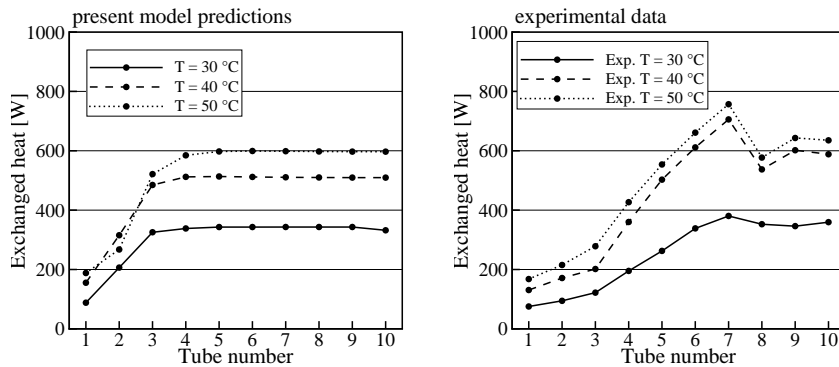 present model predictions
1000
800
600
400
200
0
Exchanged heat [W]
T = 30 °C
T = 40 °C
T = 50 °C
1 2 3 4 5 6 7 8 9 10
Tube number
experimental data
1000
800
600
400
200
0
Exchanged heat [W]
Exp. T = 30 °C
Exp. T = 40 °C
Exp. T = 50 °C
1 2 3 4 5 6 7 8 9 10
Tube number